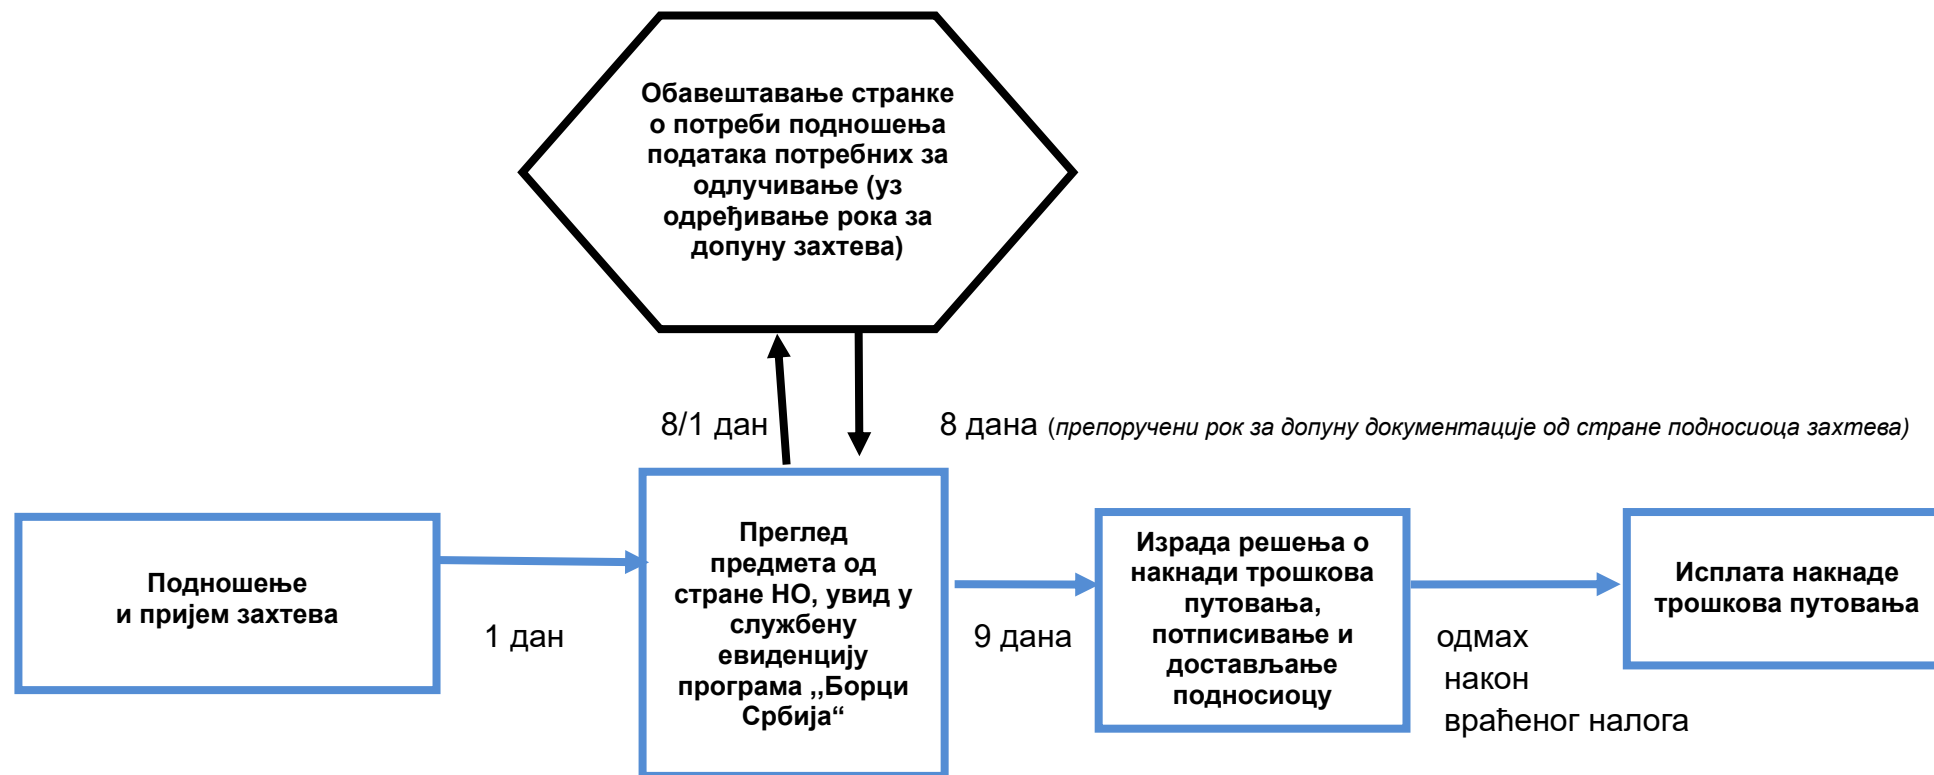 Обавештавање странке
о потреби подношења
података потребних за
одлучивање (уз
одређивање рока за
допуну захтева)
8/1 дан
8 дана (препоручени рок за допуну документације од стране подносиоца захтева)
Подношење
и пријем захтева
1 дан
Преглед
предмета од
стране НО, увид у
службену
евиденцију
програма ,,Борци
Србија“
9 дана
Израда решења о
накнади трошкова
путовања,
потписивање и
достављање
подносиоцу
одмах
након
враћеног налога
Исплата накнаде
трошкова путовања